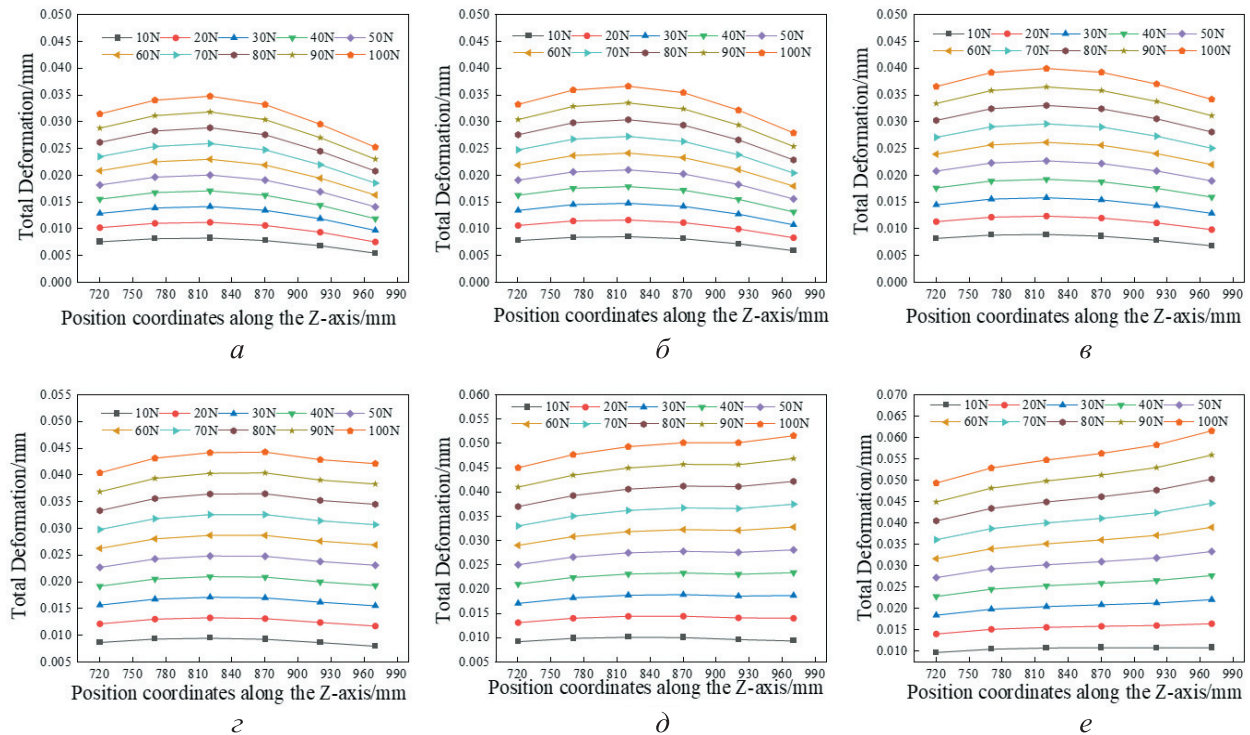 0.050
0.045
0.040
0.035
0.030
0.025
0.020
0.015
0.010
0.005
0.000
10N 20N 30N 40N 50N
60N 70N 80N 90N 100N
Total Deformation/mm
720 750 780 810 840 870 900 930 960 990
Position coordinates along the Z-axis/mm
а
0.050
0.045
0.040
0.035
0.030
0.025
0.020
0.015
0.010
0.005
0.000
10N 20N 30N 40N 50N
60N 70N 80N 90N 100N
Total Deformation/mm
720 750 780 810 840 870 900 930 960 990
Position coordinates along the Z-axis/mm
б
0.050
0.045
0.040
0.035
0.030
0.025
0.020
0.015
0.010
0.005
0.000
10N 20N 30N 40N 50N
60N 70N 80N 90N 100N
Total Deformation/mm
720 750 780 810 840 870 900 930 960 990
Position coordinates along the Z-axis/mm
в
0.055
0.050
0.045
0.040
0.035
0.030
0.025
0.020
0.015
0.010
0.005
10N 20N 30N 40N 50N
60N 70N 80N 90N 100N
Total Deformation/mm
720 750 780 810 840 870 900 930 960 990
Position coordinates along the Z-axis/mm
г
0.060
0.055
0.050
0.045
0.040
0.035
0.030
0.025
0.020
0.015
0.010
0.005
10N 20N 30N 40N 50N
60N 70N 80N 90N 100N
Total Deformation/mm
720 750 780 810 840 870 900 930 960 990
Position coordinates along the Z-axis/mm
д
0.070
0.065
0.060
0.055
0.050
0.045
0.040
0.035
0.030
0.025
0.020
0.015
0.010
10N 20N 30N 40N 50N
60N 70N 80N 90N 100N
Total Deformation/mm
720 750 780 810 840 870 900 930 960 990
Position coordinates along the Z-axis/mm
е